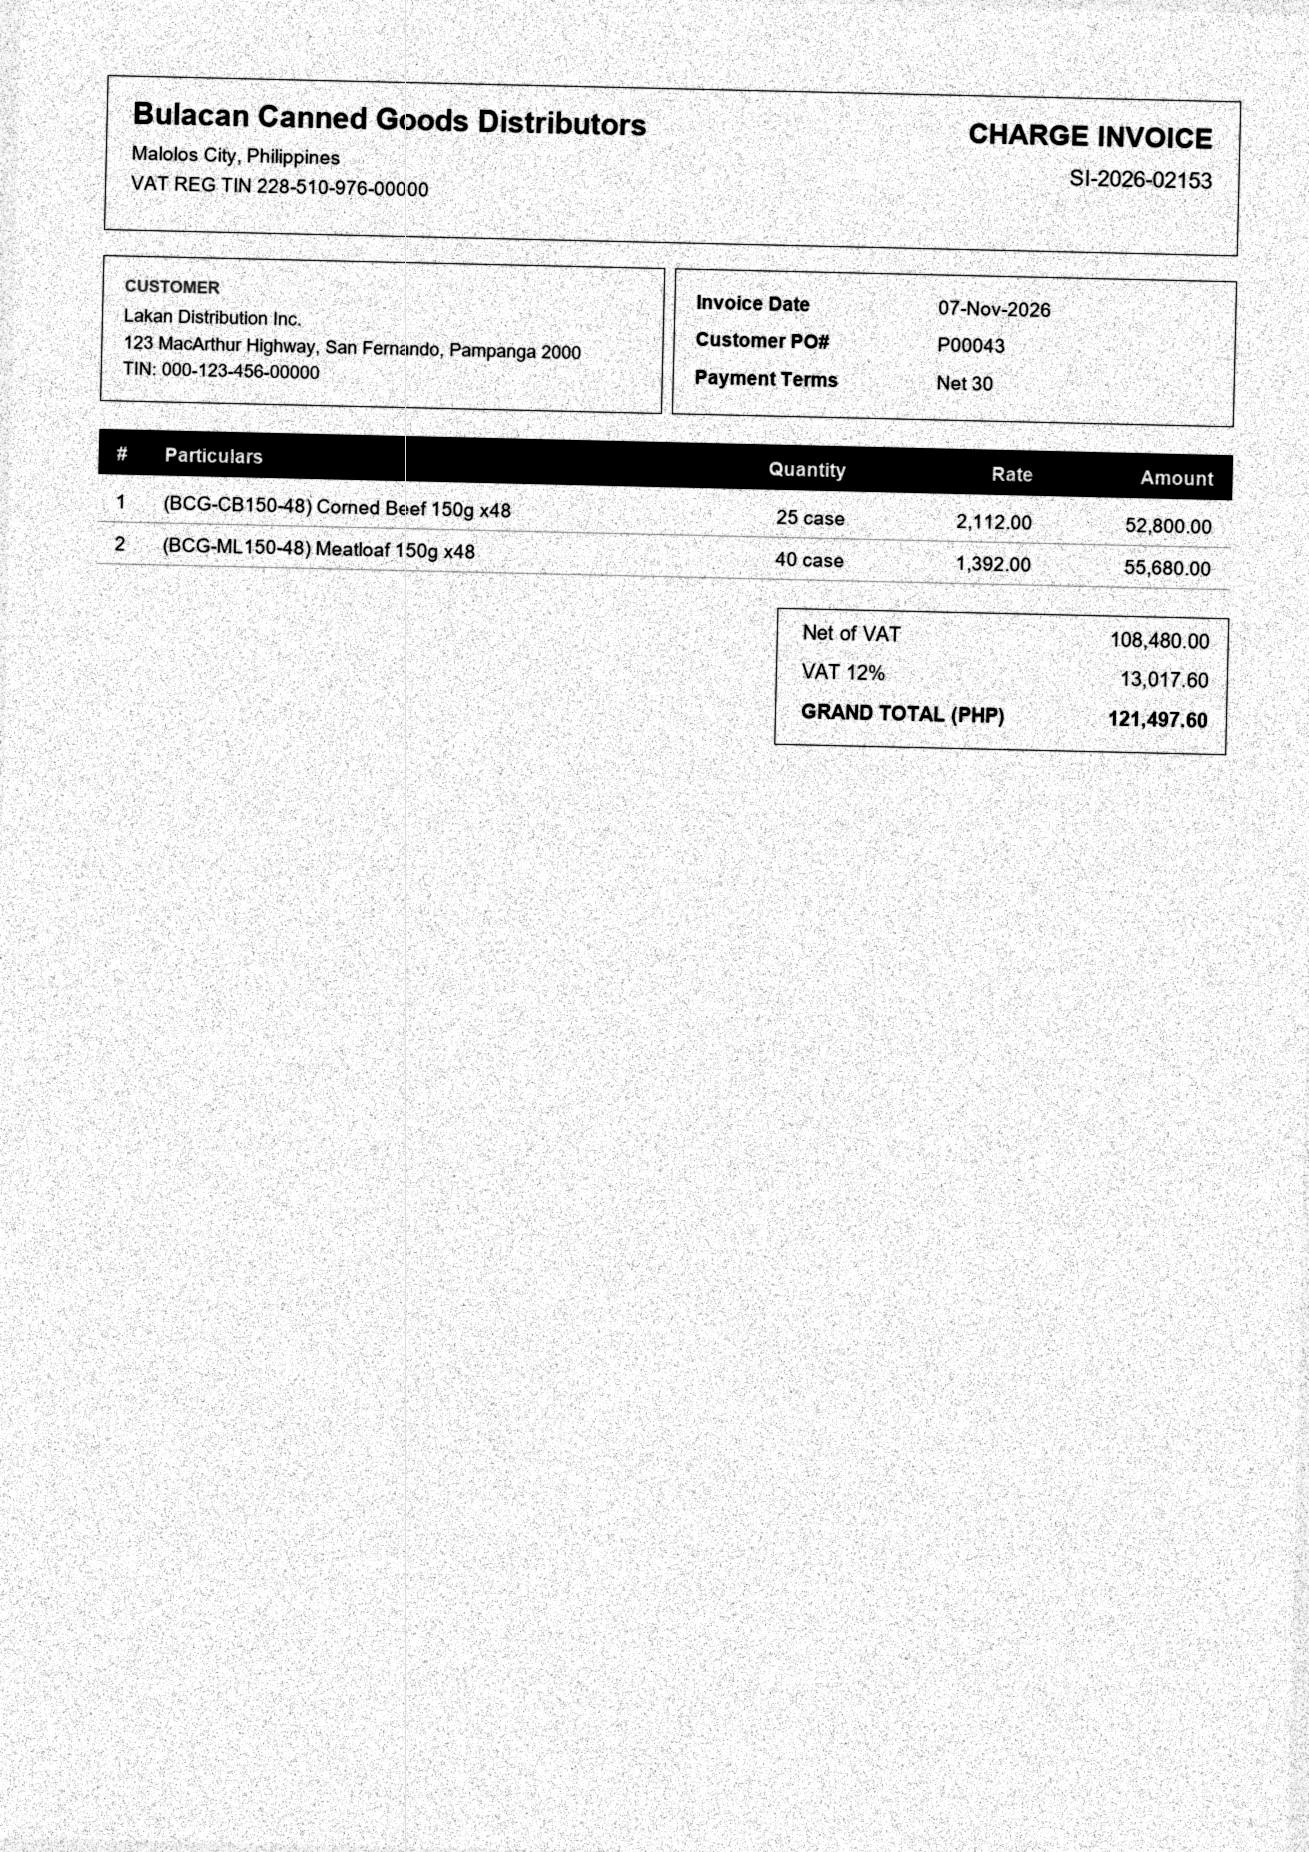 Bulacan Canned Goods Distributors
Malolos City, Philippines
VAT REG TIN 228-510-976-00000
CHARGE INVOICE
SI-2026-02153
CUSTOMER
Lakan Distribution Inc.
123 MacArthur Highway, San Fernando, Pampanga 2000
TIN: 000-123-456-00000
Invoice Date 07-Nov-2026
Customer PO# P00043
Payment Terms Net 30
# Particulars Quantity Rate Amount
1 (BCG-CB150-48) Corned Beef 150g x48 25 case 2,112.00 52,800.00
2 (BCG-ML150-48) Meatloaf 150g x48 40 case 1,392.00 55,680.00
Net of VAT 108,480.00
VAT 12% 13,017.60
GRAND TOTAL (PHP) 121,497.60